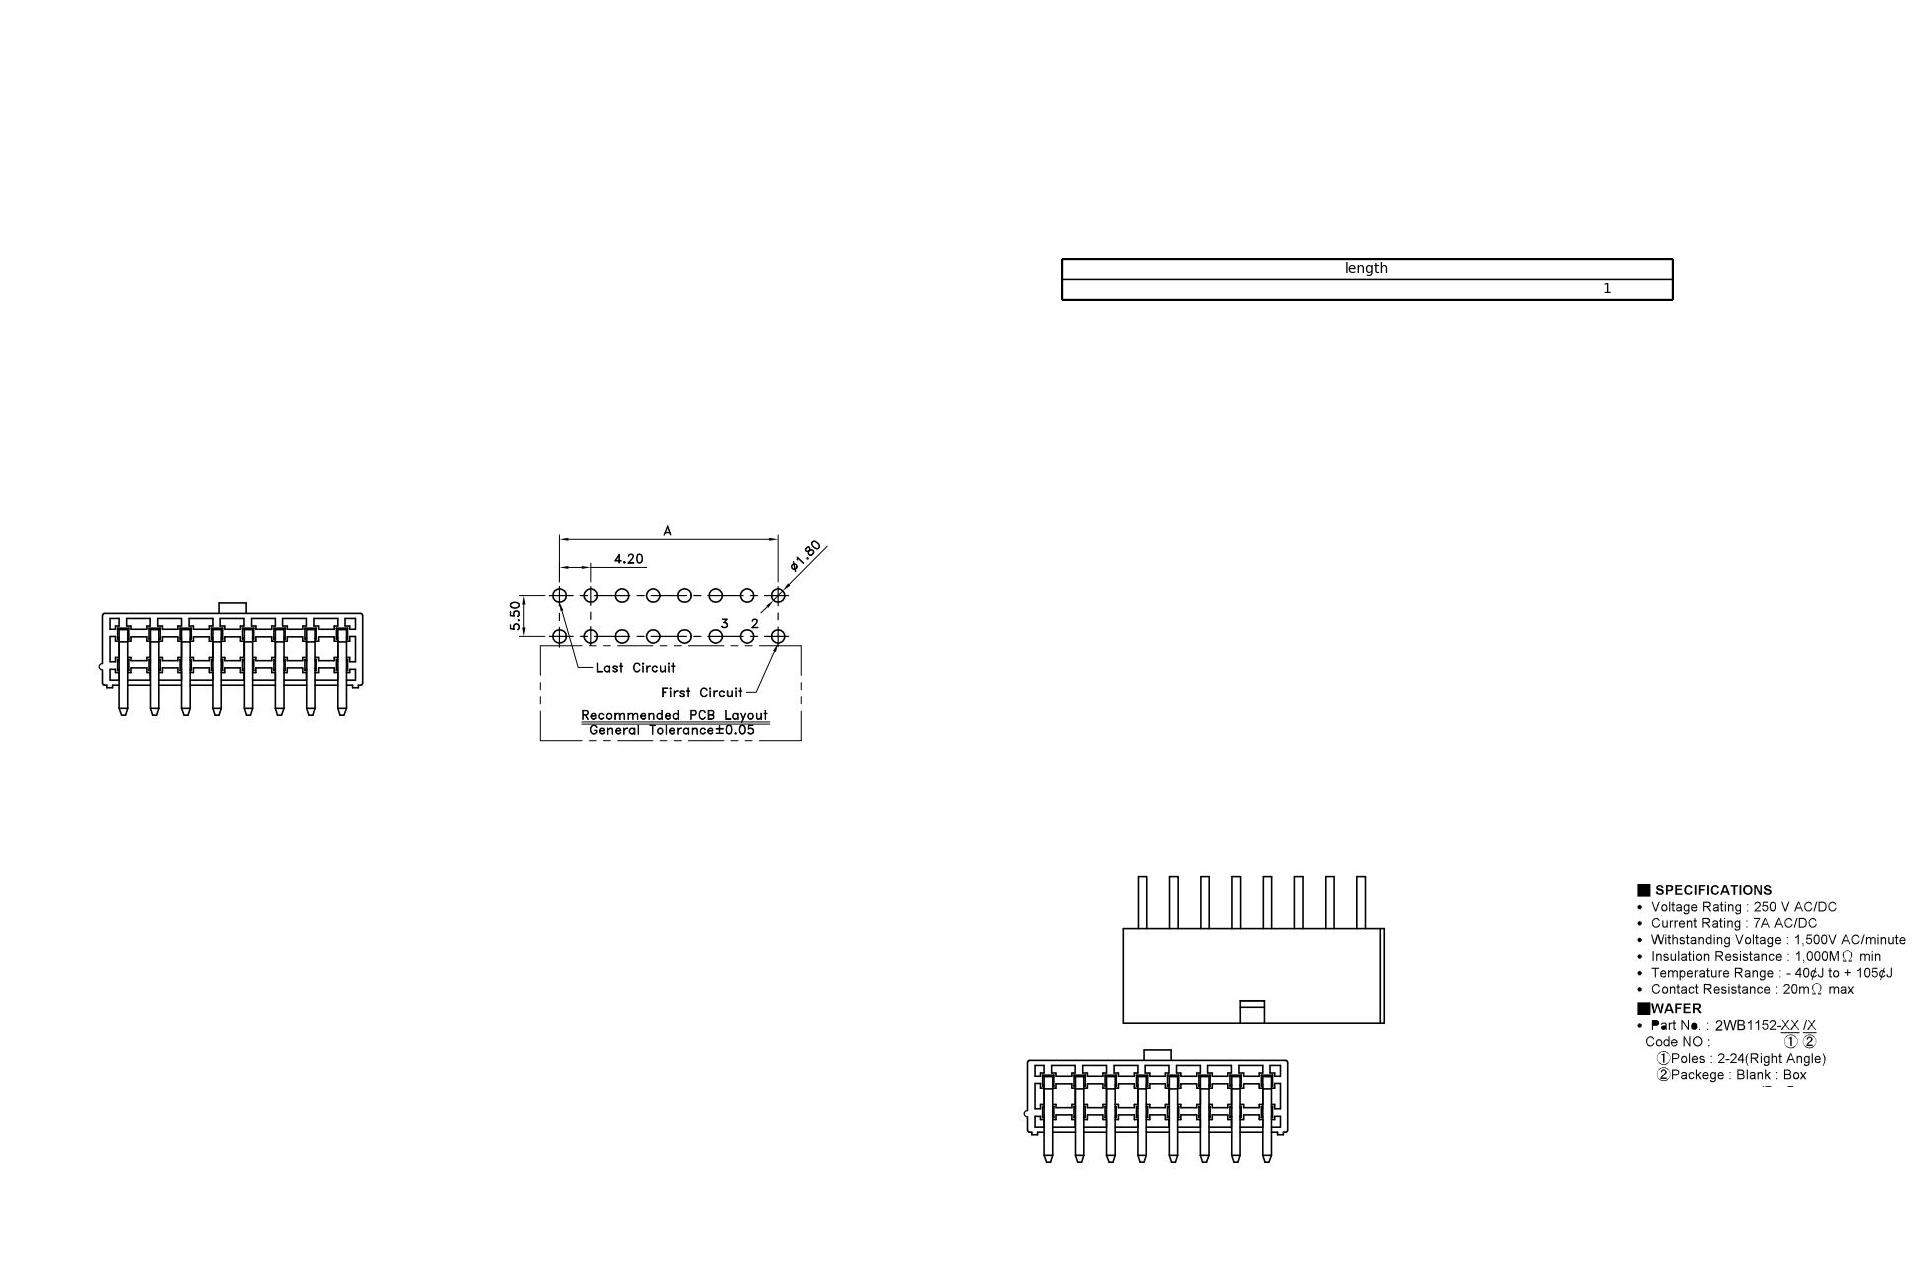 length
1
A
4.20
ø1.80
5.50
3 2
Last Circuit
First Circuit
Recommended PCB Layout
General Tolerance±0.05
■ SPECIFICATIONS
• Voltage Rating : 250 V AC/DC
• Current Rating : 7A AC/DC
• Withstanding Voltage : 1,500V AC/minute
• Insulation Resistance : 1,000MΩ min
• Temperature Range : - 40¢J to + 105¢J
• Contact Resistance : 20mΩ max
■WAFER
• Part No. : 2WB1152-XX /X
Code NO : ① ②
①Poles : 2-24(Right Angle)
②Packege : Blank : Box